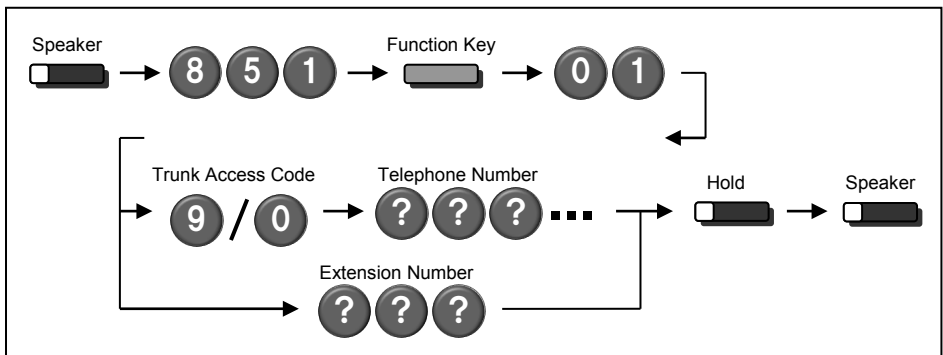 Speaker
Function Key
8 5 1
0 1
Trunk Access Code
Telephone Number
Hold
Speaker
9 / 0
? ? ? ...
Extension Number
? ? ?